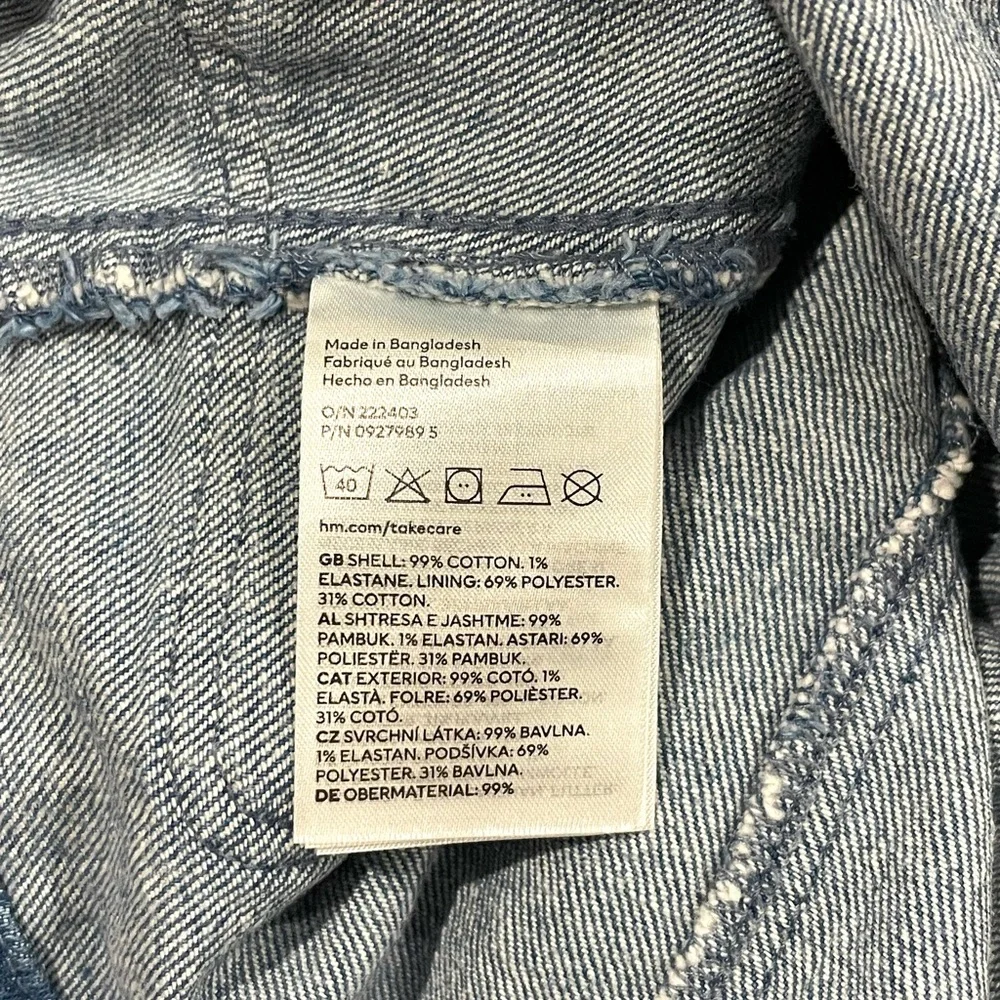 Made in Bangladesh
Fabriqué au Bangladesh
Hecho en Bangladesh
O/N 222403
P/N 0927989 5
40
hm.com/takecare
GB SHELL: 99% COTTON. 1%
ELASTANE. LINING: 69% POLYESTER.
31% COTTON.
AL SHTRESA E JASHTME: 99%
PAMBUK. 1% ELASTAN. ASTARI: 69%
POLIESTËR. 31% PAMBUK.
CAT EXTERIOR: 99% COTÓ. 1%
ELASTÀ. FOLRE: 69% POLIÈSTER.
31% COTÓ.
CZ SVRCHNÍ LÁTKA: 99% BAVLNA.
1% ELASTAN. PODŠÍVKA: 69%
POLYESTER. 31% BAVLNA.
DE OBERMATERIAL: 99%